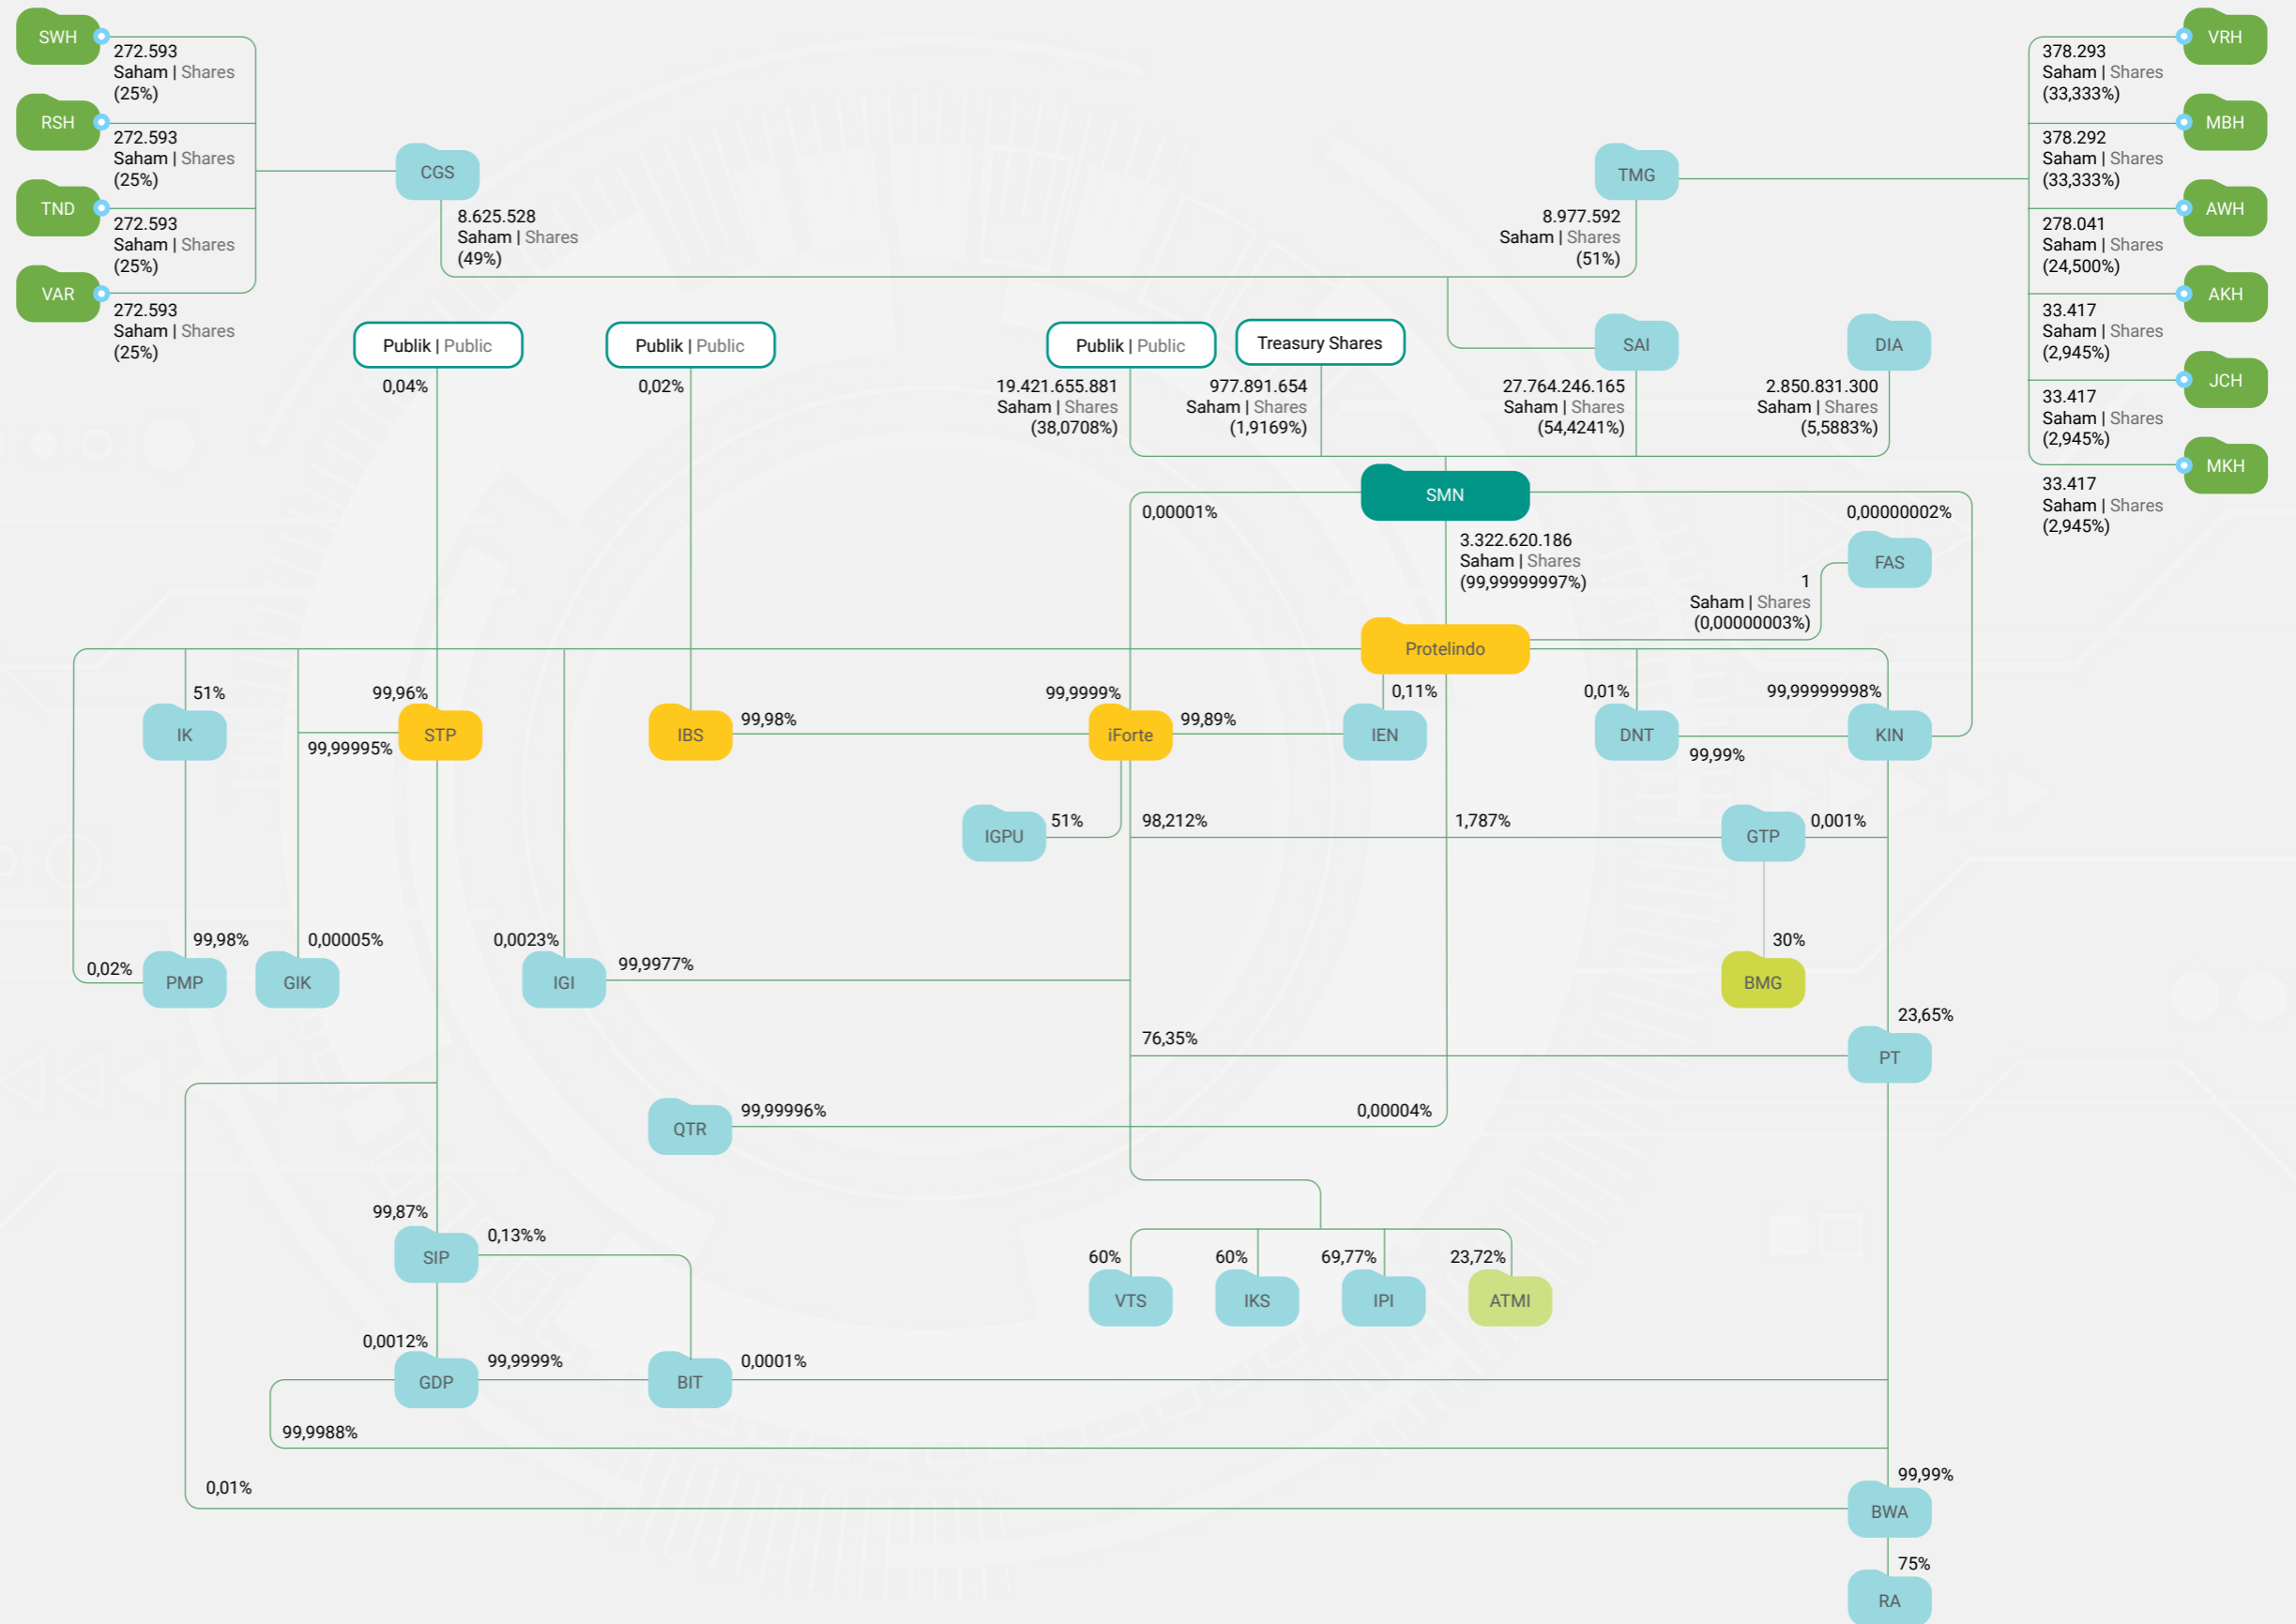 SWH
272.593
Saham | Shares
(25%)
RSH
272.593
Saham | Shares
(25%)
TND
272.593
Saham | Shares
(25%)
VAR
272.593
Saham | Shares
(25%)
CGS
8.625.528
Saham | Shares
(49%)
TMG
8.977.592
Saham | Shares
(51%)
VRH
378.293
Saham | Shares
(33,333%)
MBH
378.292
Saham | Shares
(33,333%)
AWH
278.041
Saham | Shares
(24,500%)
AKH
33.417
Saham | Shares
(2,945%)
JCH
33.417
Saham | Shares
(2,945%)
MKH
33.417
Saham | Shares
(2,945%)
Publik | Public
0,04%
Publik | Public
0,02%
Publik | Public
19.421.655.881
Saham | Shares
(38,0708%)
Treasury Shares
977.891.654
Saham | Shares
(1,9169%)
SAI
27.764.246.165
Saham | Shares
(54,4241%)
DIA
2.850.831.300
Saham | Shares
(5,5883%)
SMN
0,00001%
0,00000002%
3.322.620.186
Saham | Shares
(99,99999997%)
FAS
1
Saham | Shares
(0,00000003%)
Protelindo
51%
IK
99,96%
STP
99,99995%
IBS
99,98%
99,9999%
iForte
99,89%
0,11%
IEN
0,01%
DNT
99,99%
99,99999998%
KIN
IGPU
51%
98,212%
1,787%
GTP
0,001%
0,02%
99,98%
PMP
0,00005%
GIK
0,0023%
IGI
99,9977%
30%
BMG
76,35%
23,65%
PT
QTR
99,99996%
0,00004%
99,87%
SIP
0,13%%
60%
VTS
60%
IKS
69,77%
IPI
23,72%
ATMI
0,0012%
GDP
99,9999%
BIT
0,0001%
99,9988%
0,01%
99,99%
BWA
75%
RA